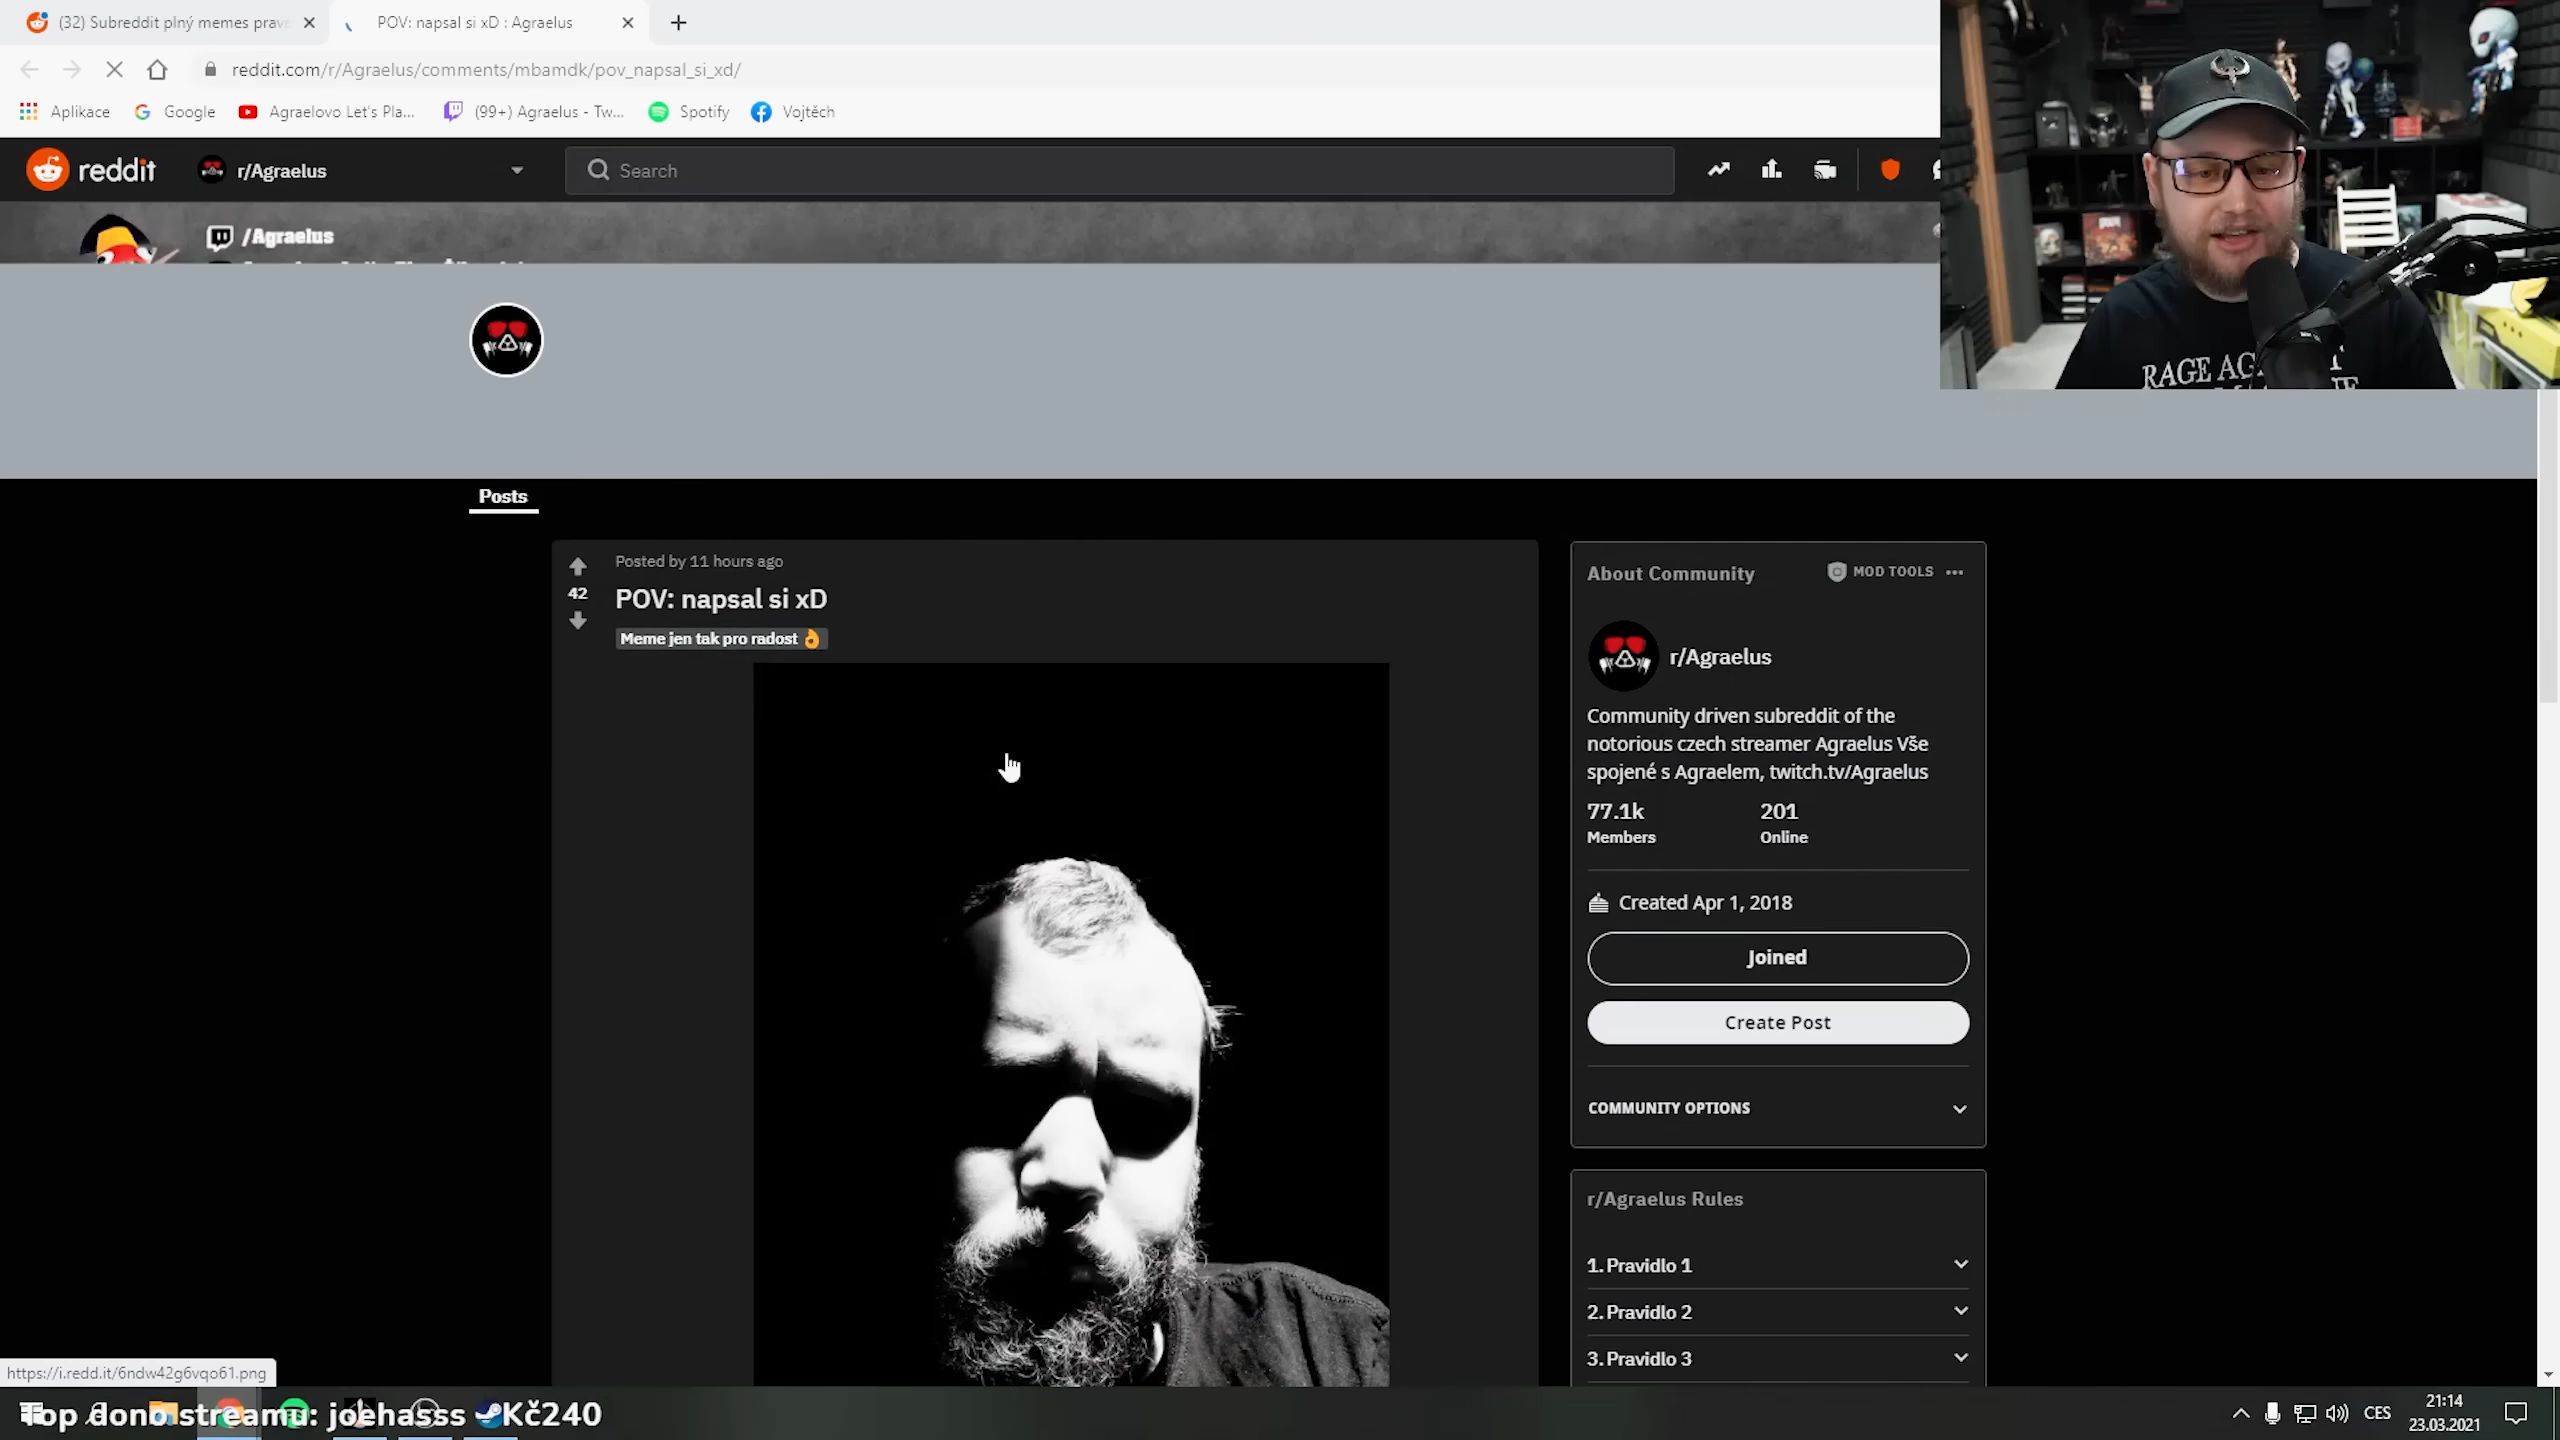 (32) Subreddit plný memes prav
POV: napsal si xD : Agraelus
reddit.com/r/Agraelus/comments/mbamdk/pov_napsal_si_xd/
Aplikace
Google
Agraelovo Let's Pla...
(99+) Agraelus - Tw...
Spotify
Vojtěch
reddit
r/Agraelus
Search
/Agraelus
RAGE AG
Posts
Posted by 11 hours ago
42
POV: napsal si xD
Meme jen tak pro radost 👌
About Community
MOD TOOLS
r/Agraelus
Community driven subreddit of the
notorious czech streamer Agraelus Vše
spojené s Agraelem, twitch.tv/Agraelus
77.1k
201
Members
Online
Created Apr 1, 2018
Joined
Create Post
COMMUNITY OPTIONS
r/Agraelus Rules
1. Pravidlo 1
2. Pravidlo 2
3. Pravidlo 3
https://i.redd.it/6ndw42g6vqo61.png
Top dono streamu: joehasss Kč240
CES
21:14
23.03.2021